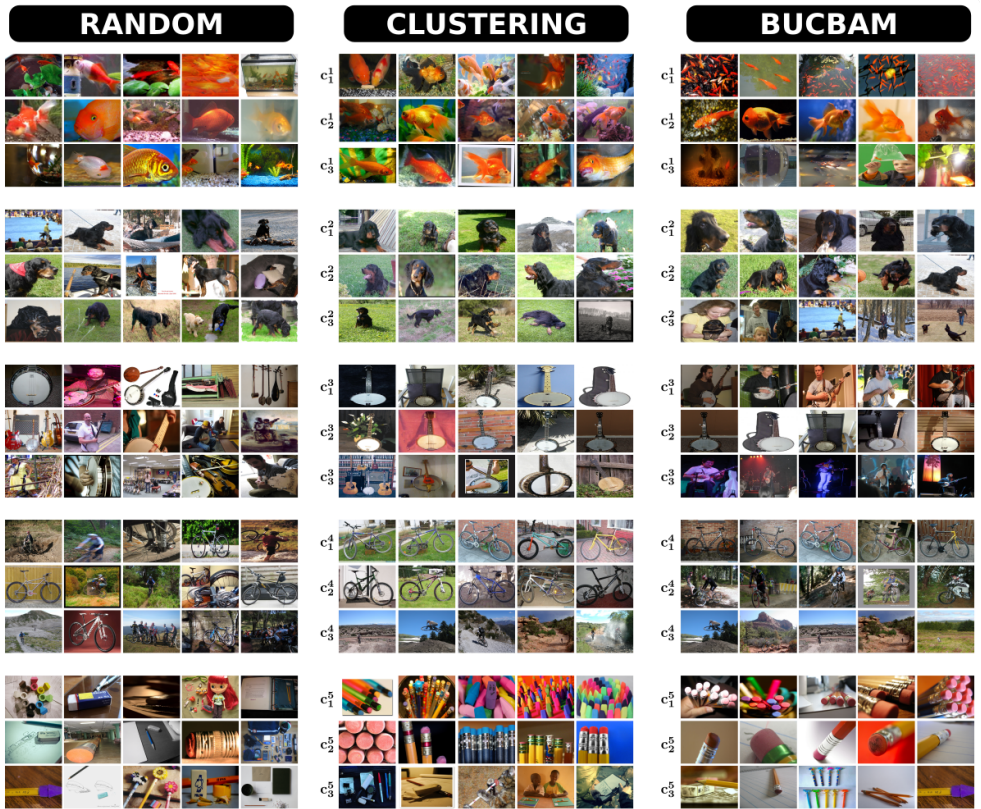 RANDOM
CLUSTERING
BUCBAM
c₁¹
c₁¹
c₂¹
c₂¹
c₃¹
c₃¹
c₁²
c₁²
c₂²
c₂²
c₃²
c₃²
c₁³
c₁³
c₂³
c₂³
c₃³
c₃³
c₁⁴
c₁⁴
c₂⁴
c₂⁴
c₃⁴
c₃⁴
c₁⁵
c₁⁵
c₂⁵
c₂⁵
c₃⁵
c₃⁵